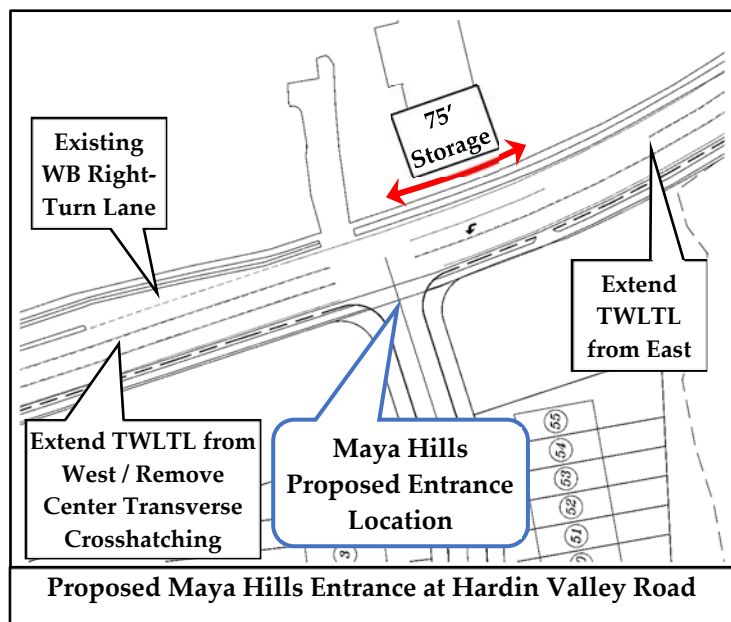 75'
Storage
Existing
WB Right-
Turn Lane
Extend
TWLTL
from East
Extend TWLTL from
West / Remove
Center Transverse
Crosshatching
Maya Hills
Proposed Entrance
Location
55
54
53
52
51
3
Proposed Maya Hills Entrance at Hardin Valley Road